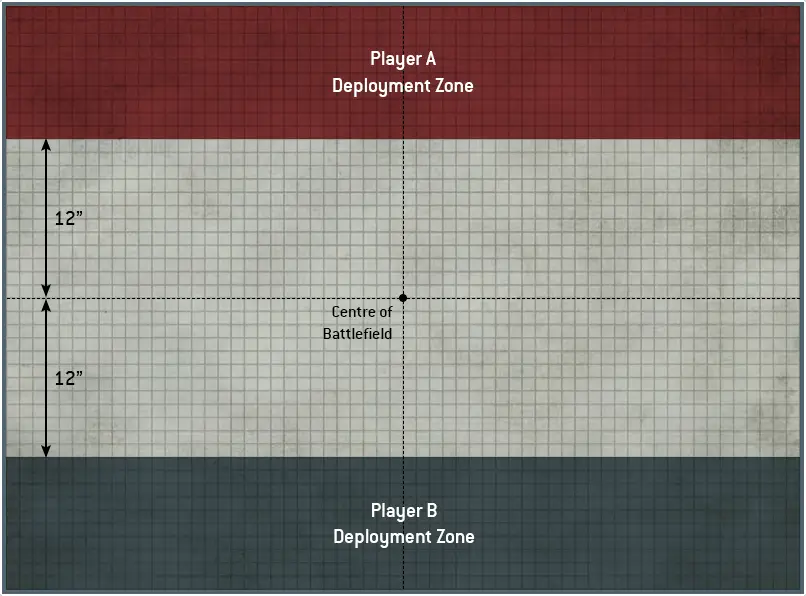 Player A
Deployment Zone
12”
Centre of
Battlefield
12”
Player B
Deployment Zone